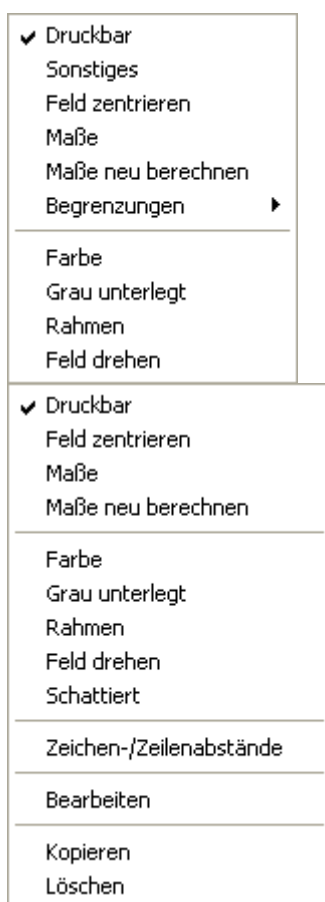 Druckbar
Sonstiges
Feld zentrieren
Maße
Maße neu berechnen
Begrenzungen
Farbe
Grau unterlegt
Rahmen
Feld drehen
Druckbar
Feld zentrieren
Maße
Maße neu berechnen
Farbe
Grau unterlegt
Rahmen
Feld drehen
Schattiert
Zeichen-/Zeilenabstände
Bearbeiten
Kopieren
Löschen